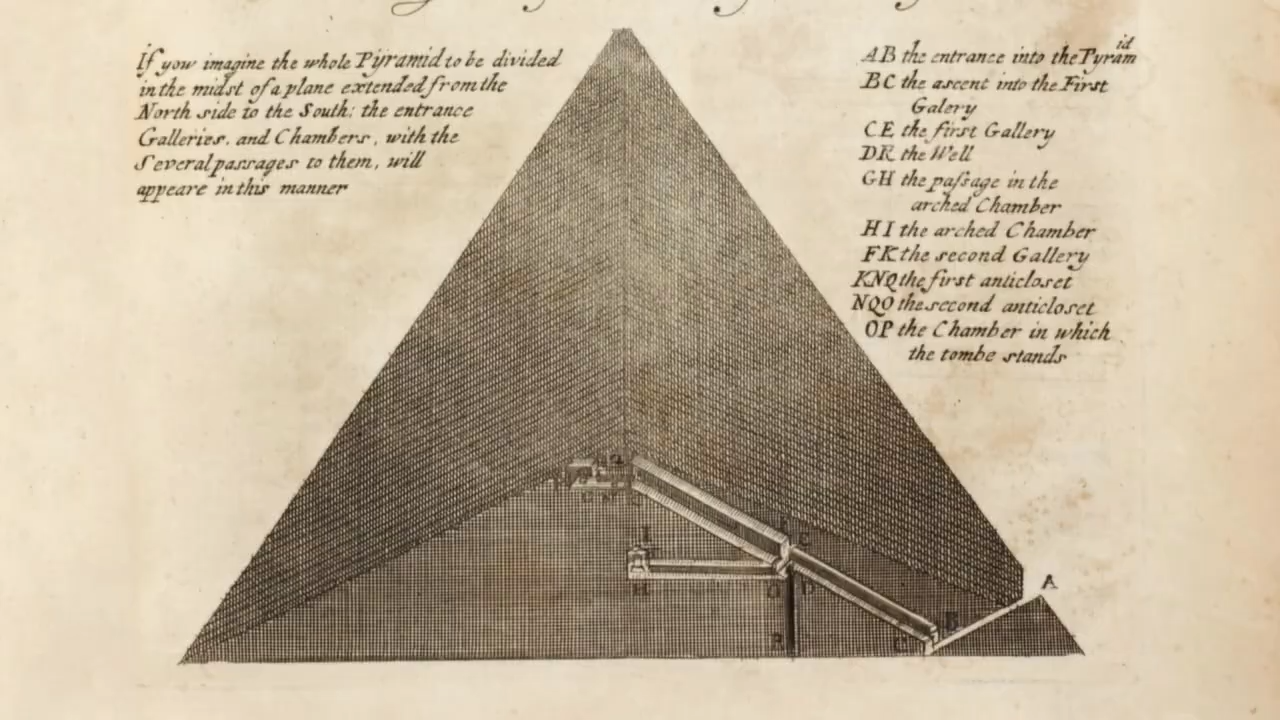 If you imagine the whole Pyramid to be divided
in the midst of a plane extended from the
North side to the South: the entrance
Galleries, and Chambers, with the
Several passages to them, will
appeare in this manner
AB the entrance into the Pyramid
BC the ascent into the First
Galery
CE the first Gallery
DR the Well
GH the paſsage in the
arched Chamber
HI the arched Chamber
FK the second Gallery
KNQ the first anticloset
NQO the second anticloset
OP the Chamber in which
the tombe stands
I
H
G
D
R
C
B
A